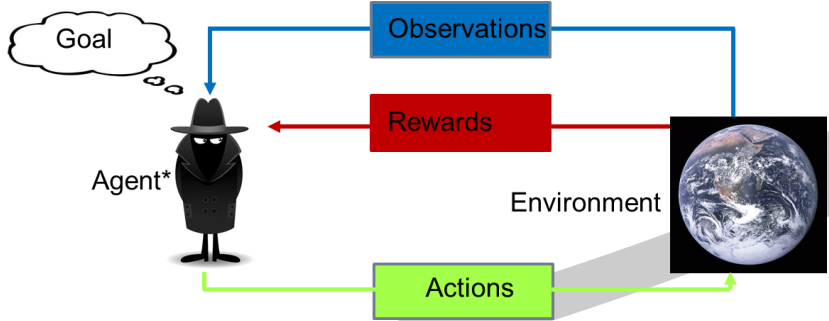 Goal
Observations
Rewards
Agent*
Environment
Actions